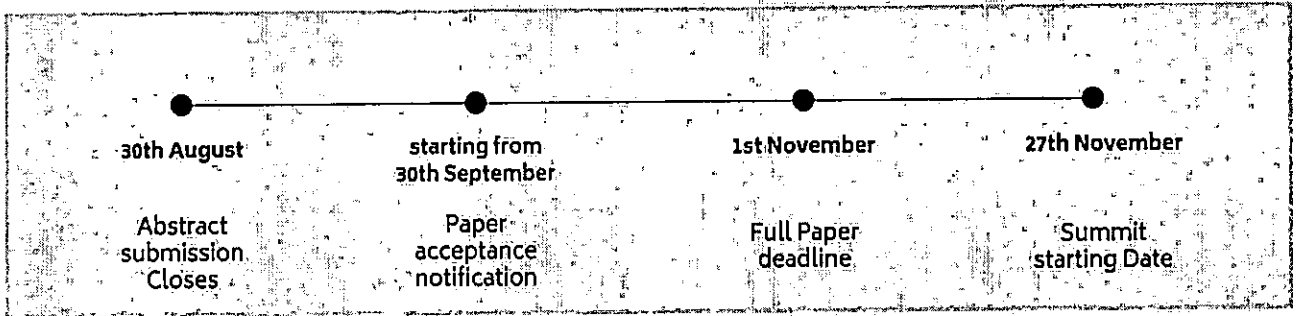 30th August
Abstract
submission
Closes
starting from
30th September
Paper
acceptance
notification
1st November
Full Paper
deadline
27th November
Summit
starting Date